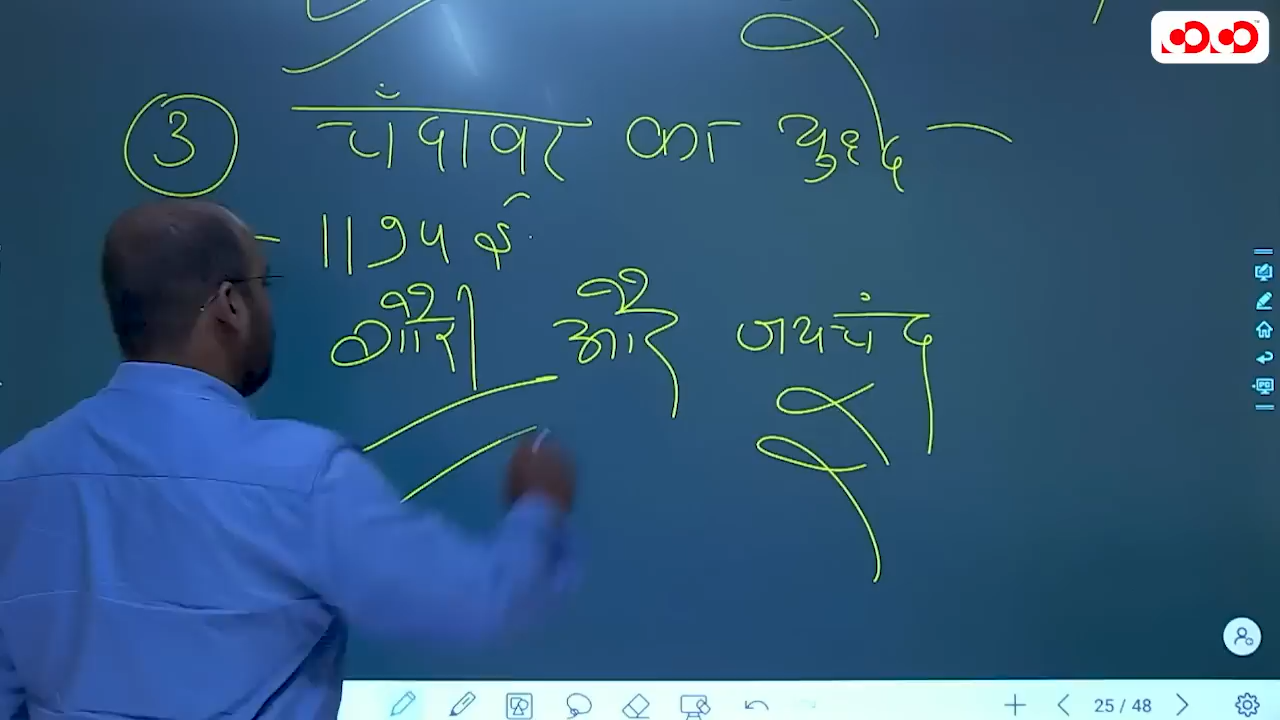 3 चंदावर का युद्ध -
- 1194 ई.
गौरी और जयचंद
25 / 48